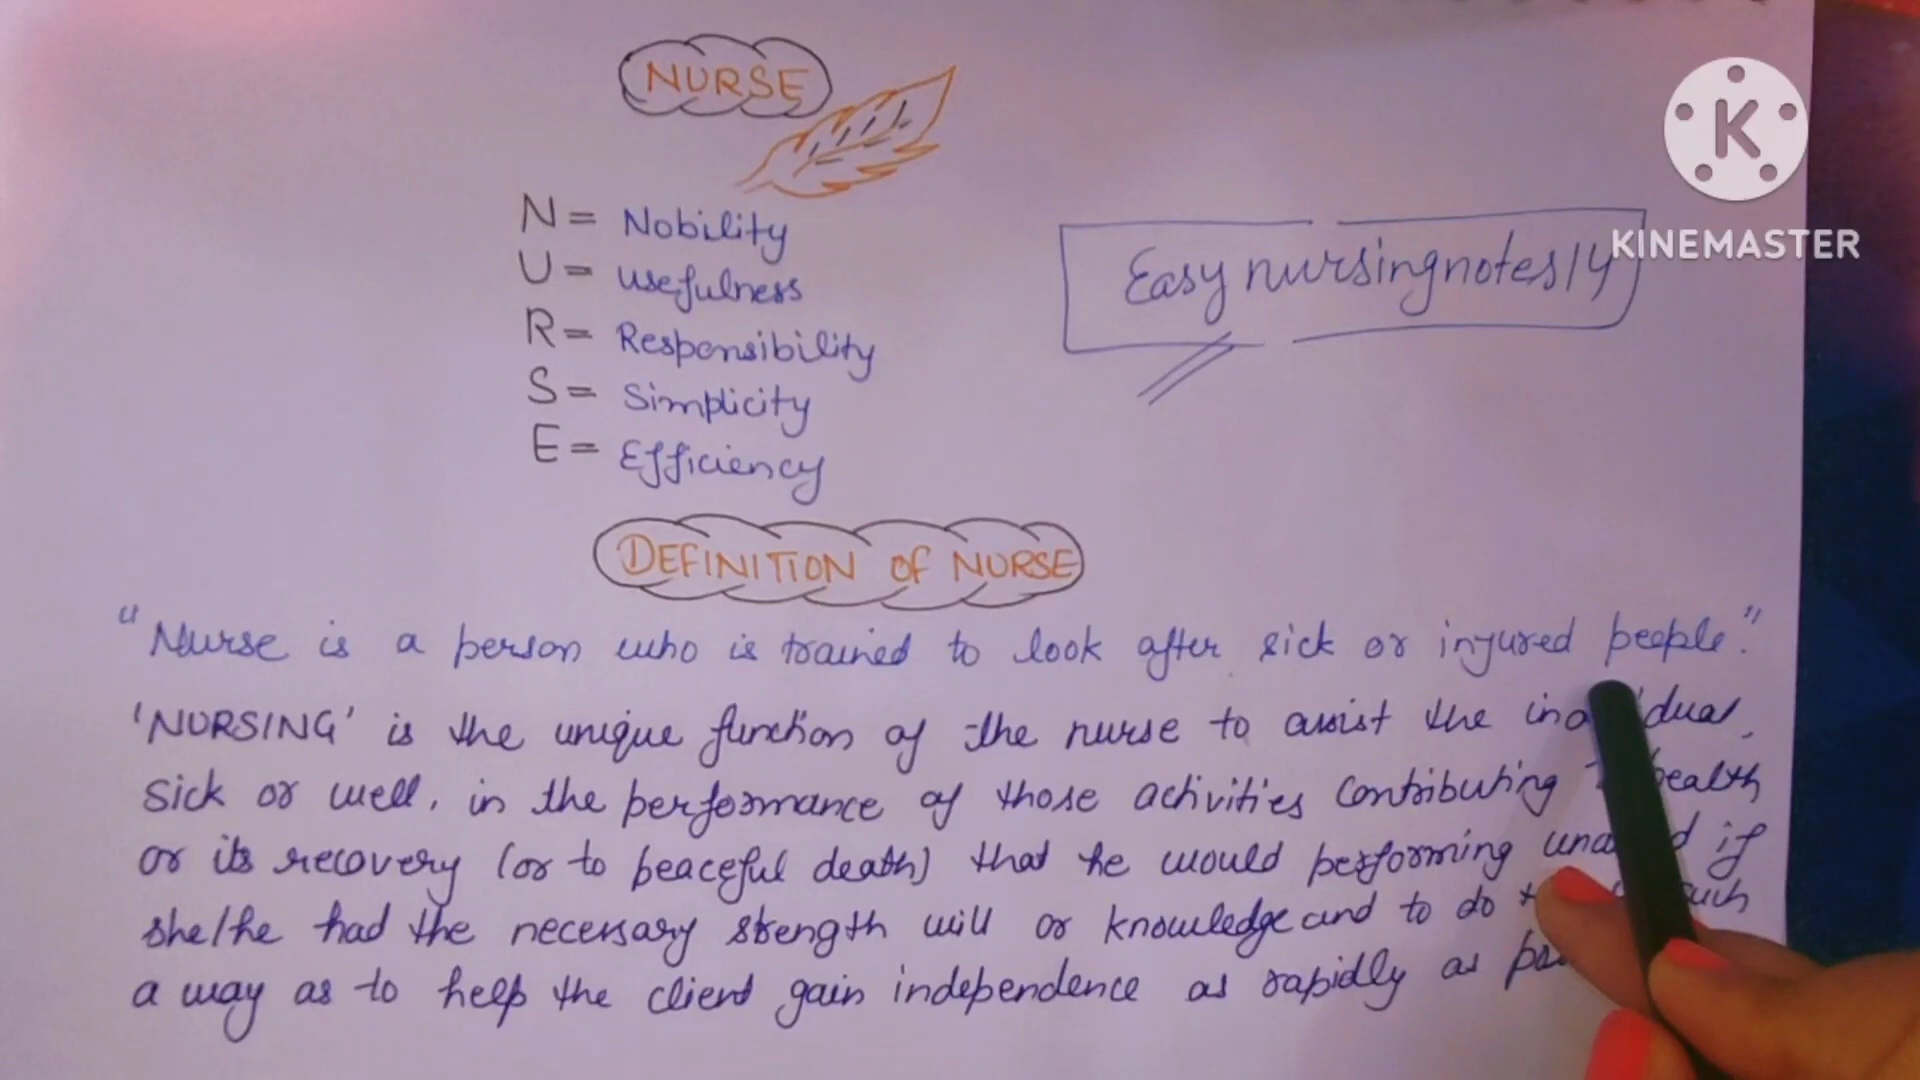 NURSE
N = Nobility
U = usefulness
R = Responsibility
S = Simplicity
E = Efficiency
Easy nursingnotes14
KINEMASTER
DEFINITION OF NURSE
"Nurse is a person who is trained to look after sick or injured people."
'NURSING' is the unique function of the nurse to assist the
sick or well, in the performance of those activities contributing health
or its recovery (or to peaceful death) that he would performing if
she/he had the necessary strength will or knowledge and to do such
a way as to help the client gain independence as rapidly as